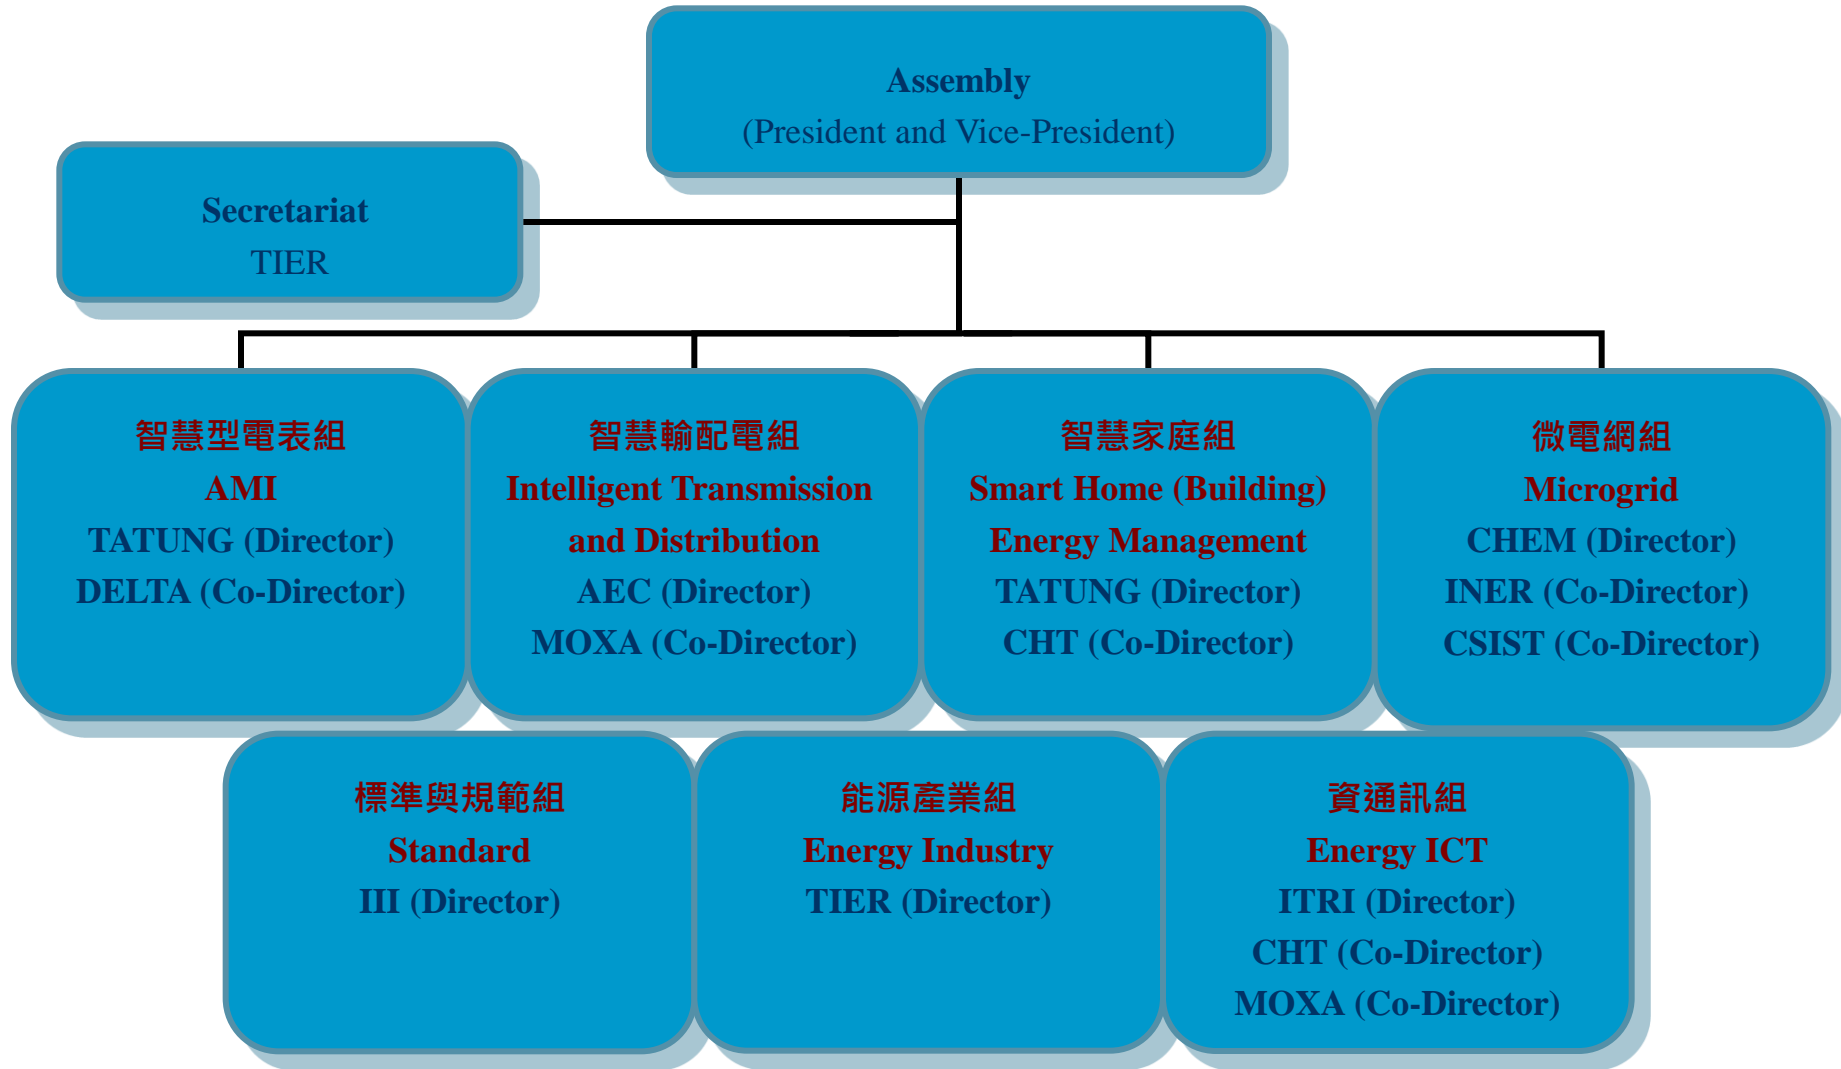 Assembly
(President and Vice-President)
Secretariat
TIER
智慧型電表組
AMI
TATUNG (Director)
DELTA (Co-Director)
智慧輸配電組
Intelligent Transmission
and Distribution
AEC (Director)
MOXA (Co-Director)
智慧家庭組
Smart Home (Building)
Energy Management
TATUNG (Director)
CHT (Co-Director)
微電網組
Microgrid
CHEM (Director)
INER (Co-Director)
CSIST (Co-Director)
標準與規範組
Standard
III (Director)
能源產業組
Energy Industry
TIER (Director)
資通訊組
Energy ICT
ITRI (Director)
CHT (Co-Director)
MOXA (Co-Director)